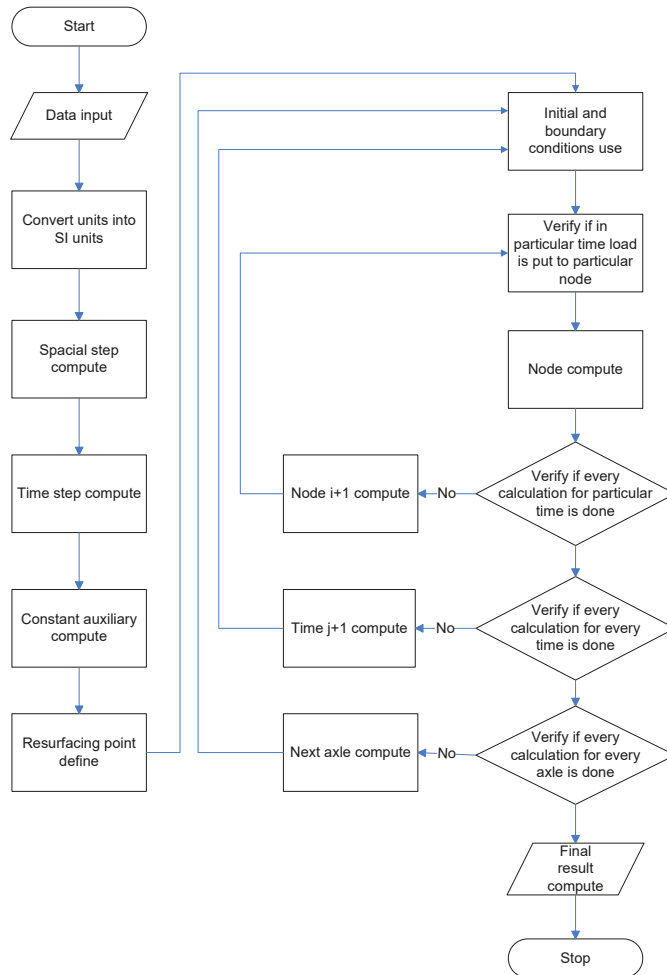 Start
Data input
Convert units into
SI units
Spacial step
compute
Time step compute
Constant auxiliary
compute
Resurfacing point
define
Initial and
boundary
conditions use
Verify if in
particular time load
is put to particular
node
Node compute
Verify if every
calculation for particular
time is done
No
Node i+1 compute
Verify if every
calculation for every
time is done
No
Time j+1 compute
Verify if every
calculation for every
axle is done
No
Next axle compute
Final
result
compute
Stop